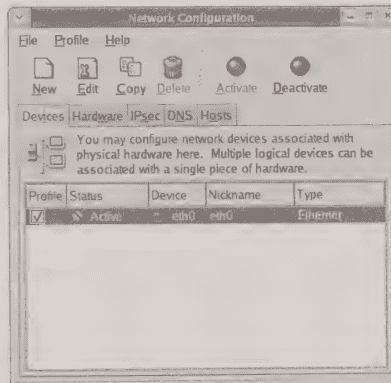 Network Configuration
File Profile Help
New Edit Copy Delete Activate Deactivate
Devices Hardware IPsec DNS Hosts
You may configure network devices associated with
physical hardware here. Multiple logical devices can be
associated with a single piece of hardware.
Profile Status Device Nickname Type
Active eth0 eth0 Ethernet